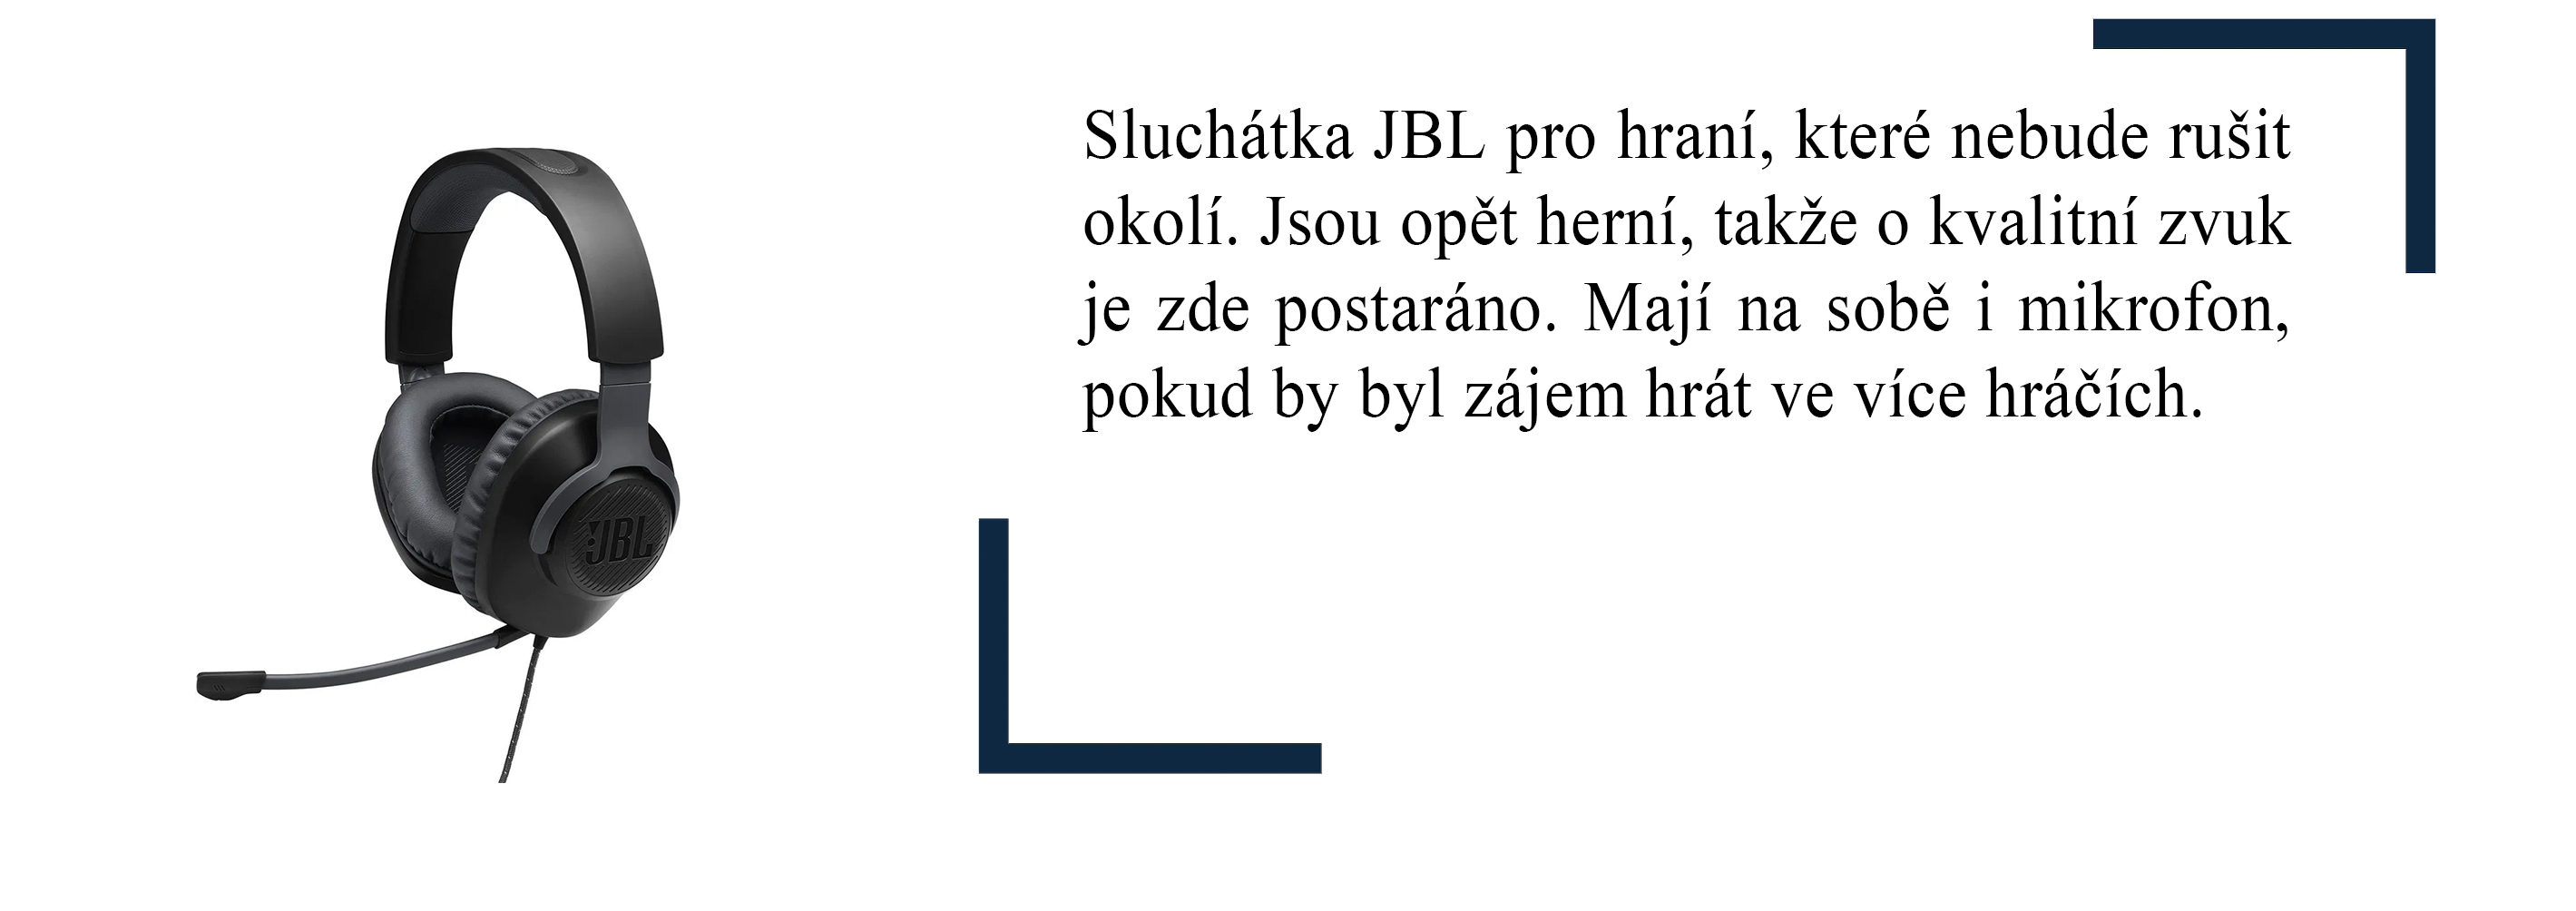 Sluchátka JBL pro hraní, které nebude rušit
okolí. Jsou opět herní, takže o kvalitní zvuk
je zde postaráno. Mají na sobě i mikrofon,
pokud by byl zájem hrát ve více hráčích.
JBL